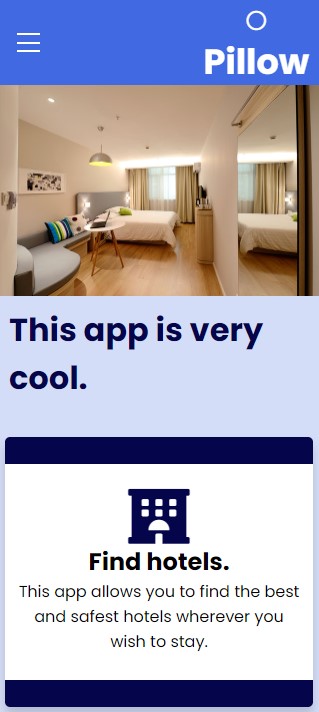 Pillow
This app is very
cool.
Find hotels.
This app allows you to find the best
and safest hotels wherever you
wish to stay.